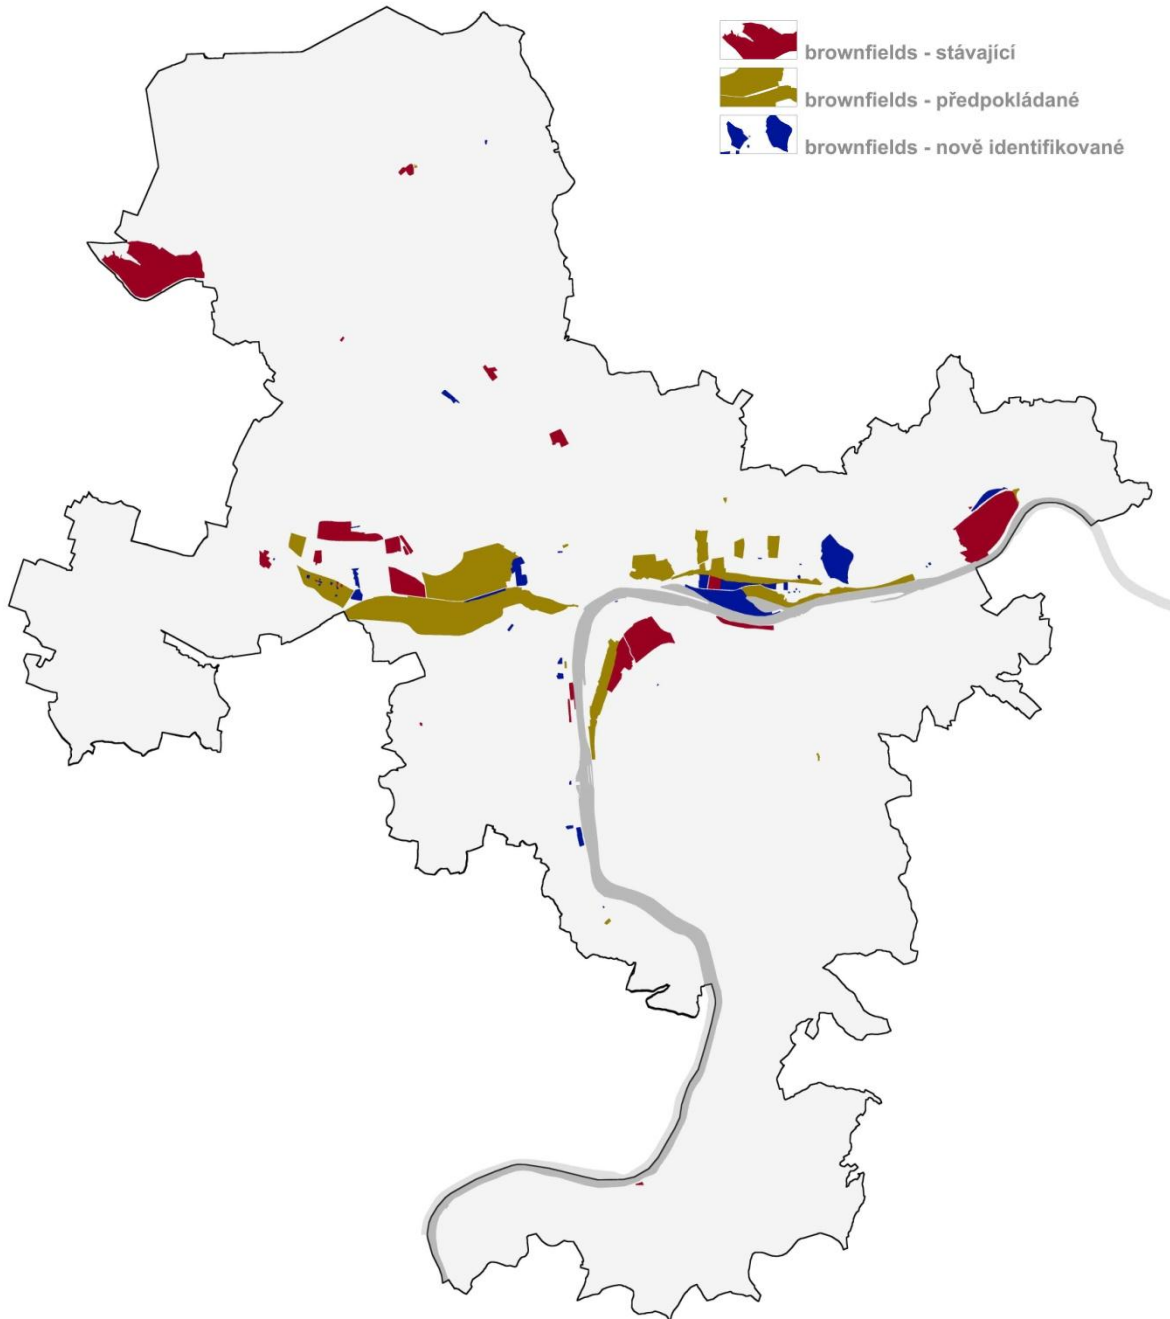 brownfields - stávající
brownfields - předpokládané
brownfields - nově identifikované